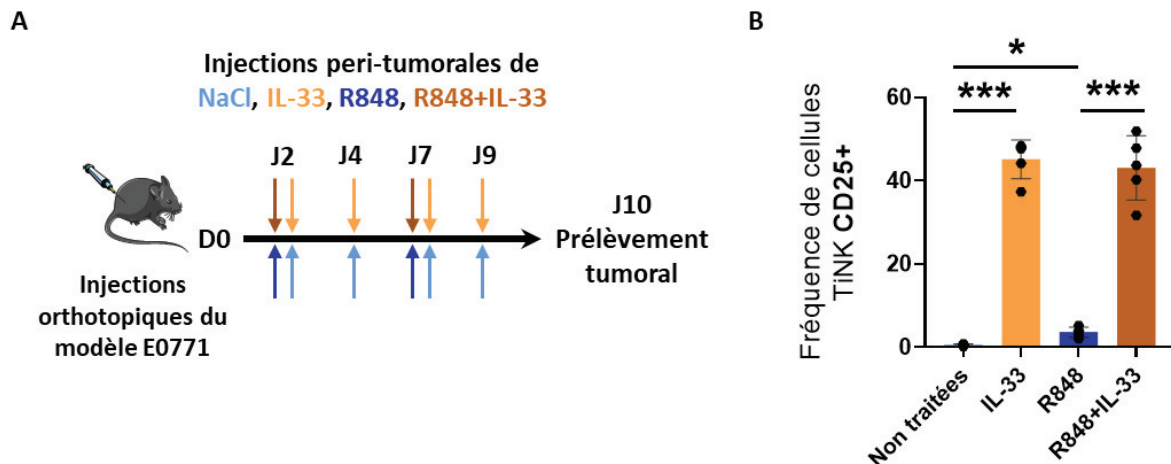 A
Injections peri-tumorales de
NaCl, IL-33, R848, R848+IL-33
J2
J4
J7
J9
D0
J10
Prélèvement
tumoral
Injections
orthotopiques du
modèle E0771
B
Fréquence de cellules
TiNK CD25+
60
40
20
0
*
***
***
Non traitées
IL-33
R848
R848+IL-33